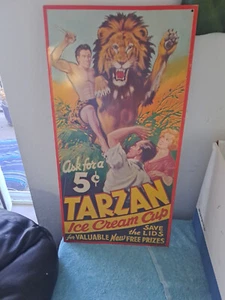 Ask for a
5¢
TARZAN
Ice Cream Cup
SAVE
the LIDS
for VALUABLE New FREE PRIZES